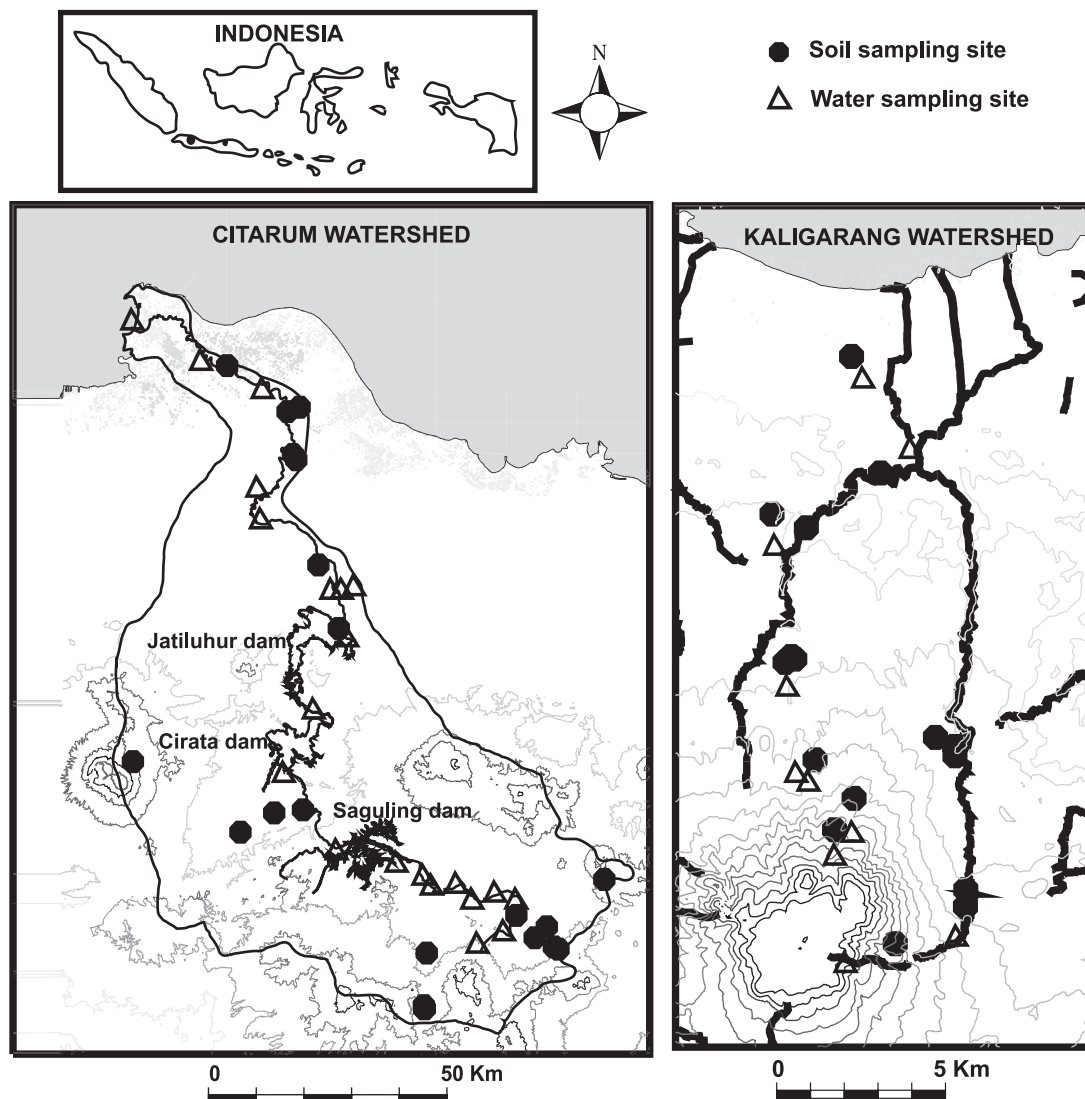 INDONESIA
N
Soil sampling site
Water sampling site
CITARUM WATERSHED
Jatiluhur dam
Cirata dam
Saguling dam
0 50 Km
KALIGARANG WATERSHED
0 5 Km